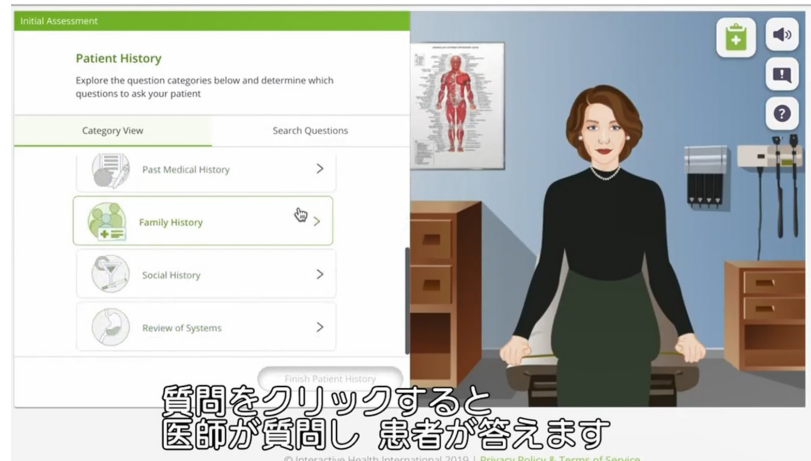 Initial Assessment
Patient History
Explore the question categories below and determine which
questions to ask your patient
Category View
Search Questions
Past Medical History
Family History
Social History
Review of Systems
Finish Patient History
質問をクリックすると
医師が質問し 患者が答えます
© Interactive Health International 2019 | Privacy Policy & Terms of Service